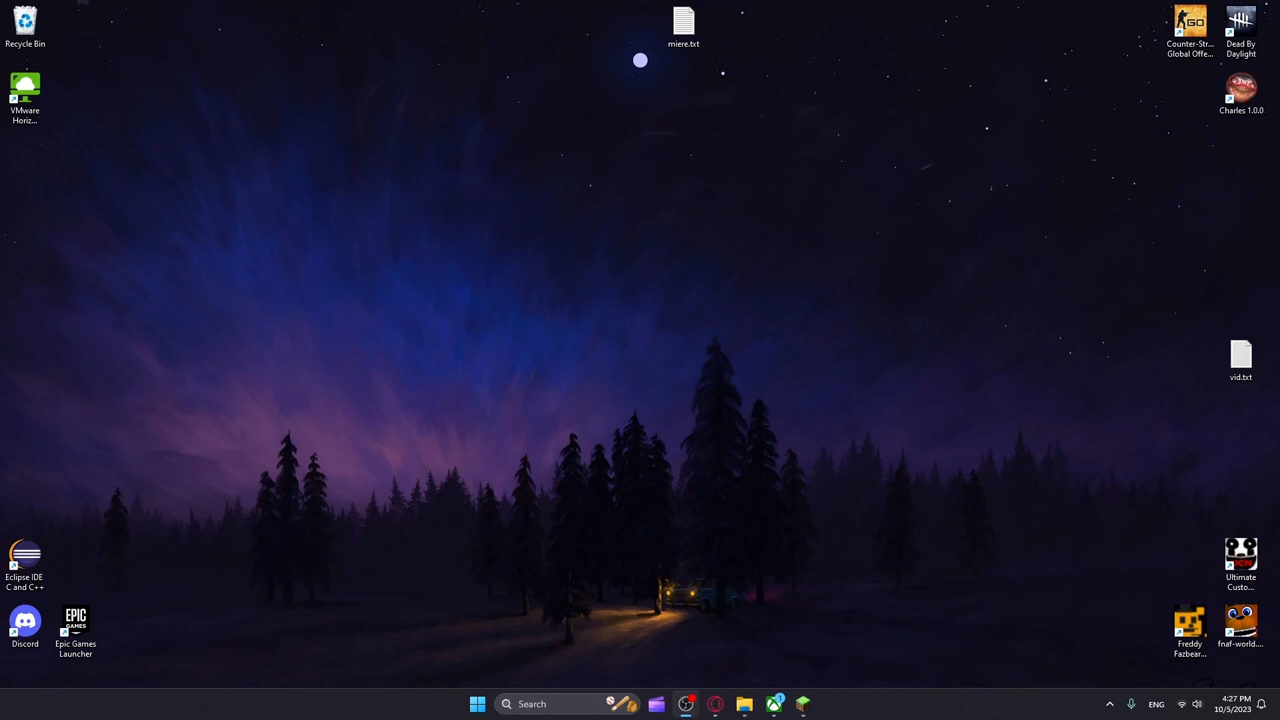 Recycle Bin
miere.txt
Counter-Str...
Global Offe...
Dead By
Daylight
VMware
Horiz...
Charles 1.0.0
vid.txt
Eclipse IDE
C and C++
Ultimate
Custo...
Discord
Epic Games
Launcher
Freddy
Fazbear...
fnaf-world....
Search
1
ENG
4:27 PM
10/5/2023